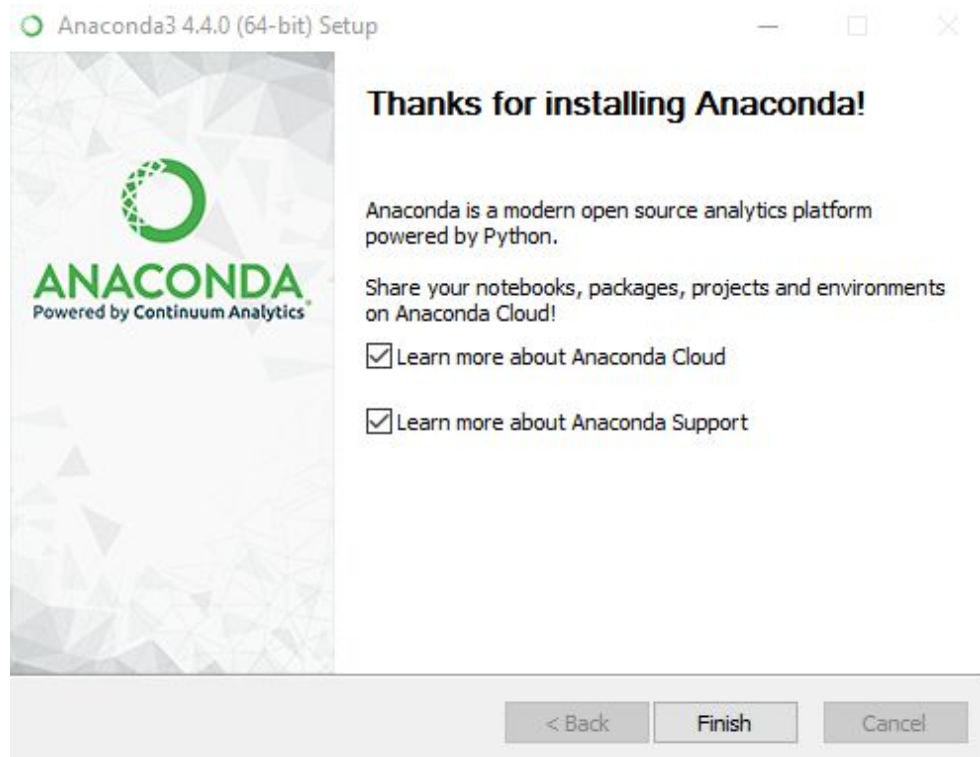 Anaconda3 4.4.0 (64-bit) Setup
Thanks for installing Anaconda!
ANACONDA
Powered by Continuum Analytics
Anaconda is a modern open source analytics platform
powered by Python.
Share your notebooks, packages, projects and environments
on Anaconda Cloud!
Learn more about Anaconda Cloud
Learn more about Anaconda Support
< Back
Finish
Cancel